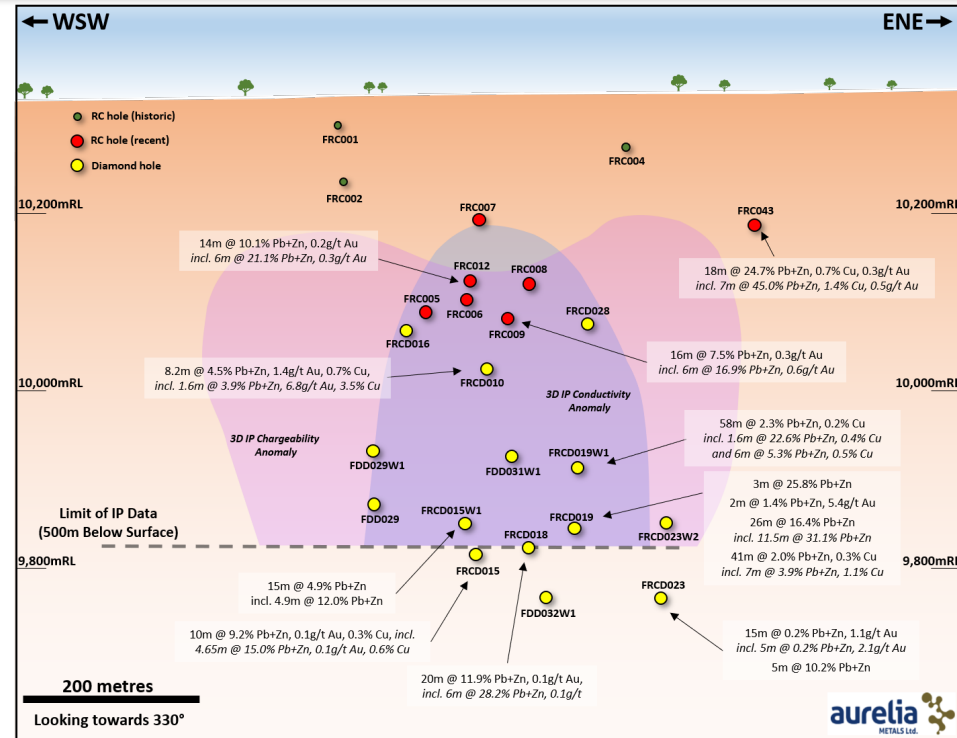 ← WSW
ENE →
RC hole (historic)
RC hole (recent)
Diamond hole
FRC001
FRC002
FRC004
10,200mRL
10,200mRL
FRC007
FRC043
14m @ 10.1% Pb+Zn, 0.2g/t Au
incl. 6m @ 21.1% Pb+Zn, 0.3g/t Au
FRC012
FRC008
18m @ 24.7% Pb+Zn, 0.7% Cu, 0.3g/t Au
incl. 7m @ 45.0% Pb+Zn, 1.4% Cu, 0.5g/t Au
FRC005
FRC006
FRC009
FRCD028
FRCD016
16m @ 7.5% Pb+Zn, 0.3g/t Au
incl. 6m @ 16.9% Pb+Zn, 0.6g/t Au
8.2m @ 4.5% Pb+Zn, 1.4g/t Au, 0.7% Cu,
incl. 1.6m @ 3.9% Pb+Zn, 6.8g/t Au, 3.5% Cu
FRCD010
10,000mRL
10,000mRL
3D IP Conductivity
Anomaly
3D IP Chargeability
Anomaly
58m @ 2.3% Pb+Zn, 0.2% Cu
incl. 1.6m @ 22.6% Pb+Zn, 0.4% Cu
and 6m @ 5.3% Pb+Zn, 0.5% Cu
FDD029W1
FDD031W1
FRCD019W1
3m @ 25.8% Pb+Zn
2m @ 1.4% Pb+Zn, 5.4g/t Au
26m @ 16.4% Pb+Zn
incl. 11.5m @ 31.1% Pb+Zn
41m @ 2.0% Pb+Zn, 0.3% Cu
incl. 7m @ 3.9% Pb+Zn, 1.1% Cu
FDD029
FRCD015W1
FRCD019
FRCD018
FRCD023W2
Limit of IP Data
(500m Below Surface)
9,800mRL
9,800mRL
FRCD015
FRCD023
FDD032W1
15m @ 4.9% Pb+Zn
incl. 4.9m @ 12.0% Pb+Zn
10m @ 9.2% Pb+Zn, 0.1g/t Au, 0.3% Cu, incl.
4.65m @ 15.0% Pb+Zn, 0.1g/t Au, 0.6% Cu
15m @ 0.2% Pb+Zn, 1.1g/t Au
incl. 5m @ 0.2% Pb+Zn, 2.1g/t Au
5m @ 10.2% Pb+Zn
20m @ 11.9% Pb+Zn, 0.1g/t Au,
incl. 6m @ 28.2% Pb+Zn, 0.1g/t
200 metres
Looking towards 330°
aurelia
METALS Ltd.